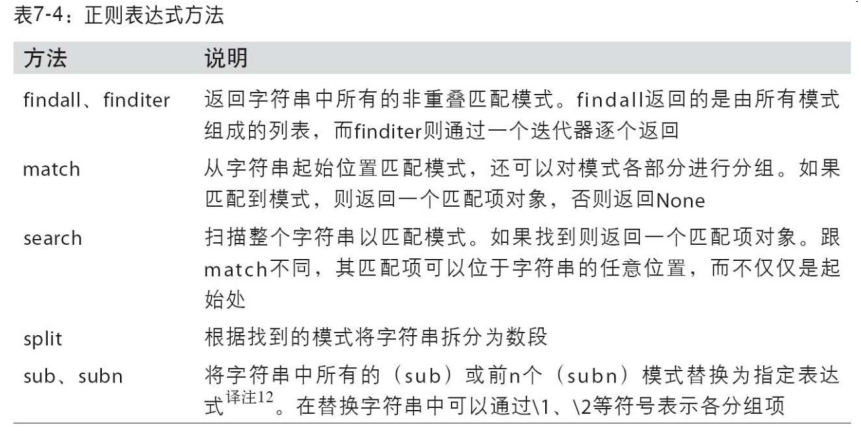 表7-4：正则表达式方法
方法 说明
findall、finditer 返回字符串中所有的非重叠匹配模式。findall返回的是由所有模式
组成的列表，而finditer则通过一个迭代器逐个返回
match 从字符串起始位置匹配模式，还可以对模式各部分进行分组。如果
匹配到模式，则返回一个匹配项对象，否则返回None
search 扫描整个字符串以匹配模式。如果找到则返回一个匹配项对象。跟
match不同，其匹配项可以位于字符串的任意位置，而不仅仅是起
始处
split 根据找到的模式将字符串拆分为数段
sub、subn 将字符串中所有的（sub）或前n个（subn）模式替换为指定表达
式译注12。在替换字符串中可以通过\1、\2等符号表示各分组项